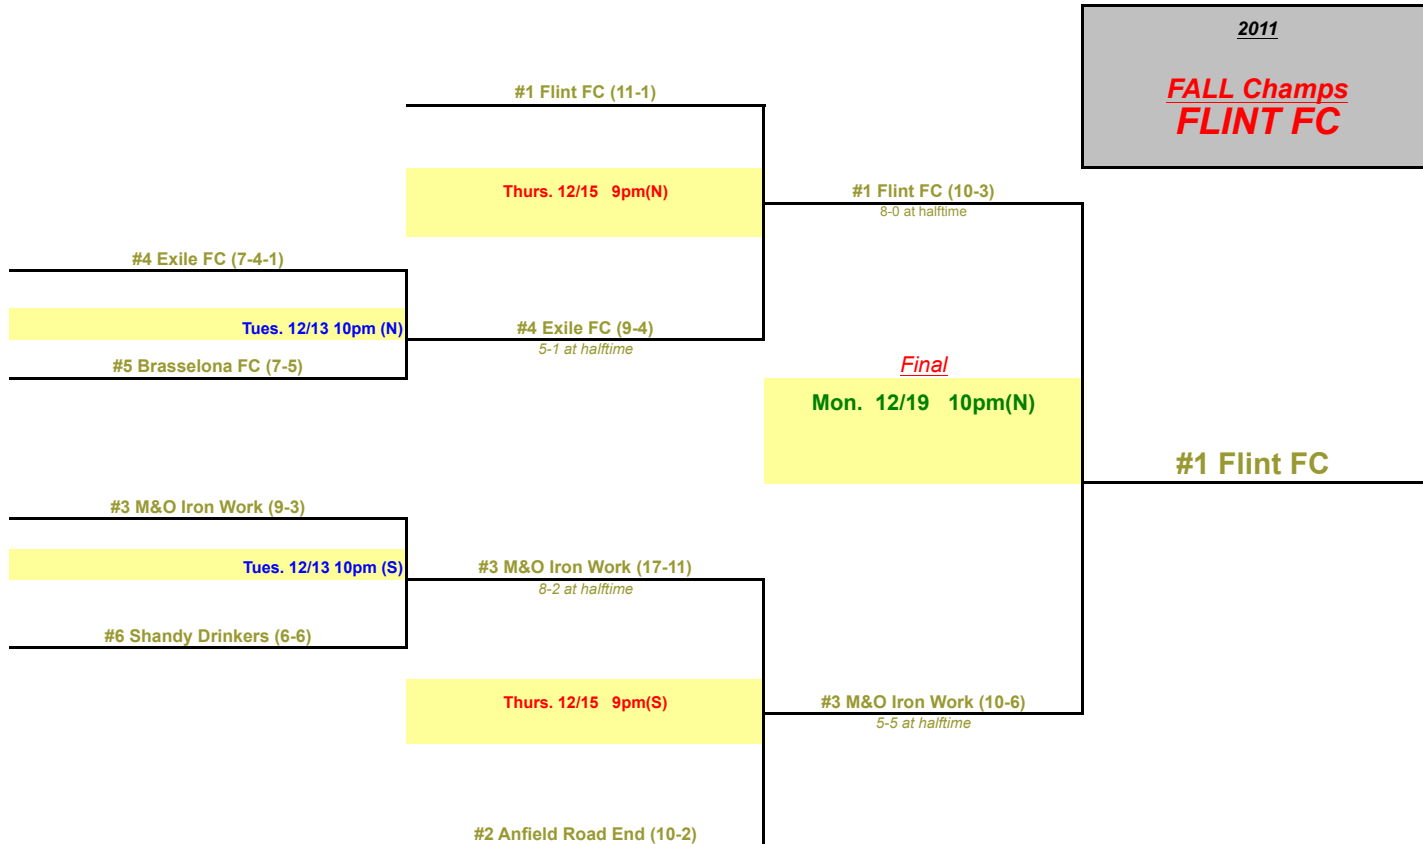 2011
FALL Champs
FLINT FC
#1 Flint FC (11-1)
Thurs. 12/15 9pm(N)
#1 Flint FC (10-3)
8-0 at halftime
#4 Exile FC (7-4-1)
Tues. 12/13 10pm (N)
#4 Exile FC (9-4)
5-1 at halftime
#5 Brasselona FC (7-5)
Final
Mon. 12/19 10pm(N)
#1 Flint FC
#3 M&O Iron Work (9-3)
Tues. 12/13 10pm (S)
#3 M&O Iron Work (17-11)
8-2 at halftime
#6 Shandy Drinkers (6-6)
Thurs. 12/15 9pm(S)
#3 M&O Iron Work (10-6)
5-5 at halftime
#2 Anfield Road End (10-2)